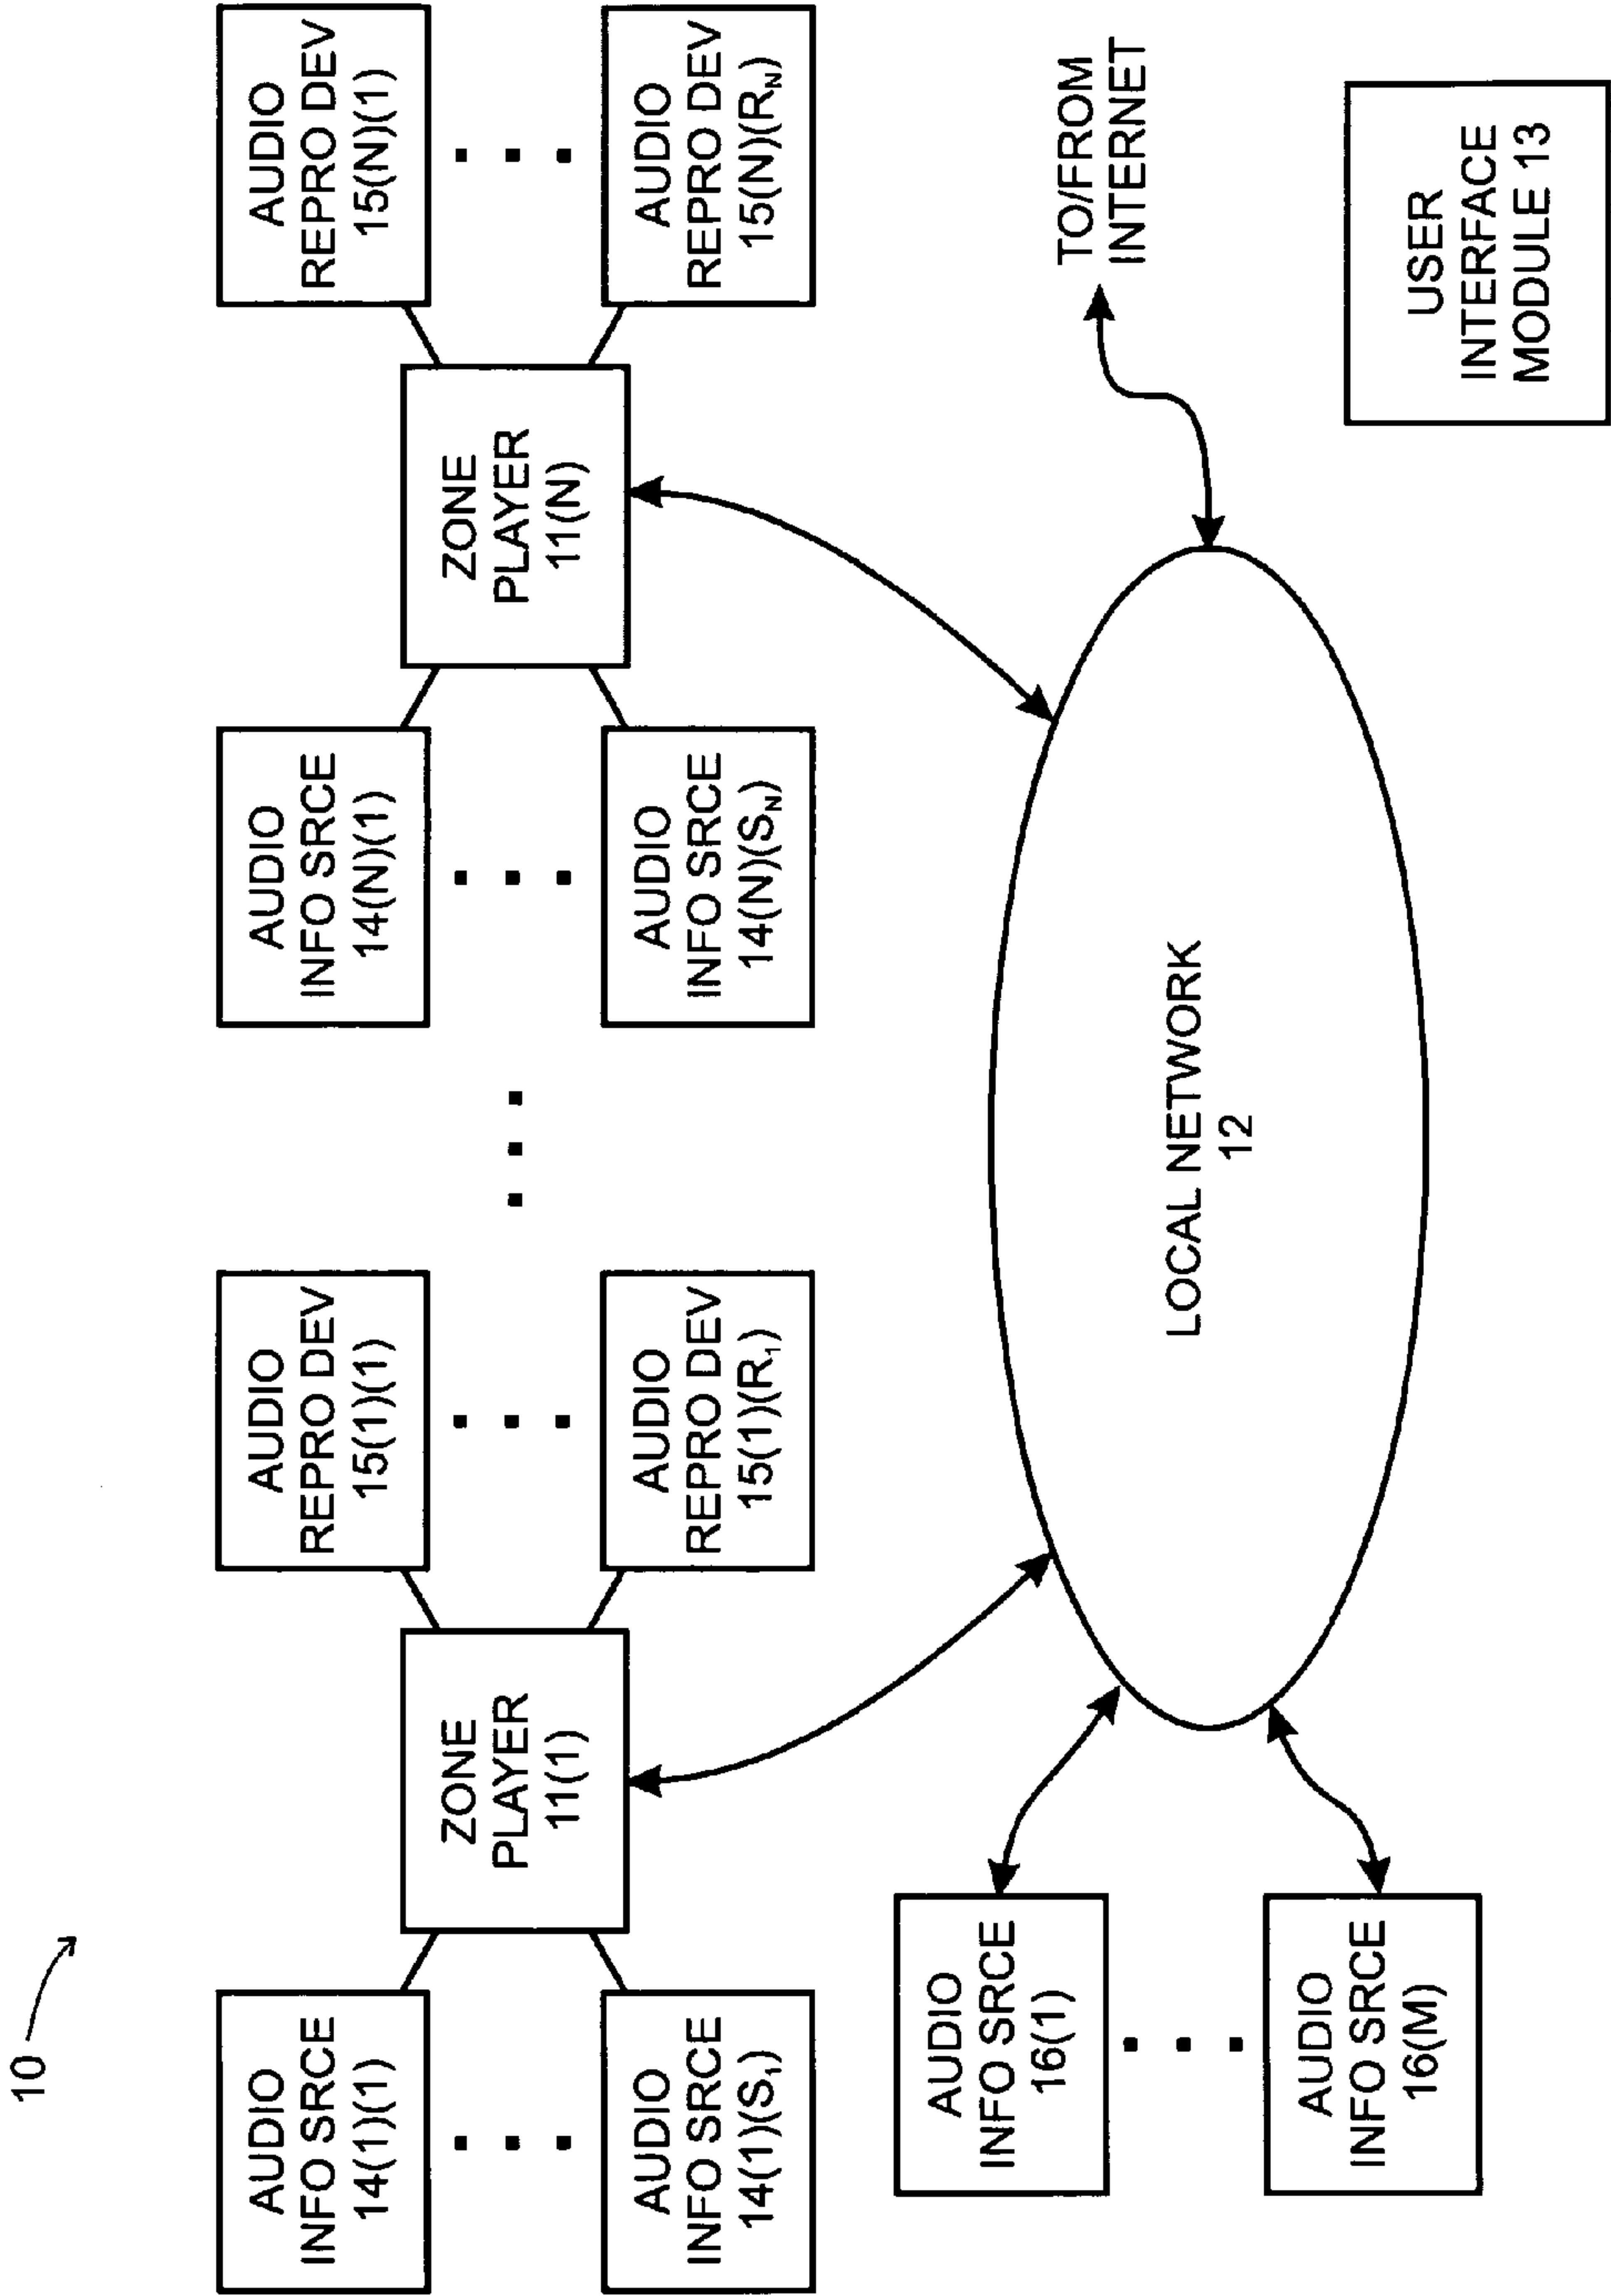 10
AUDIO
INFO SRCE
14(1)(1)
AUDIO
INFO SRCE
14(1)(S₁)
ZONE
PLAYER
11(1)
AUDIO
REPRO DEV
15(1)(1)
AUDIO
REPRO DEV
15(1)(R₁)
AUDIO
INFO SRCE
14(N)(1)
AUDIO
INFO SRCE
14(N)(S_N)
ZONE
PLAYER
11(N)
AUDIO
REPRO DEV
15(N)(1)
AUDIO
REPRO DEV
15(N)(R_N)
AUDIO
INFO SRCE
16(1)
AUDIO
INFO SRCE
16(M)
LOCAL NETWORK
12
TO/FROM
INTERNET
USER
INTERFACE
MODULE 13